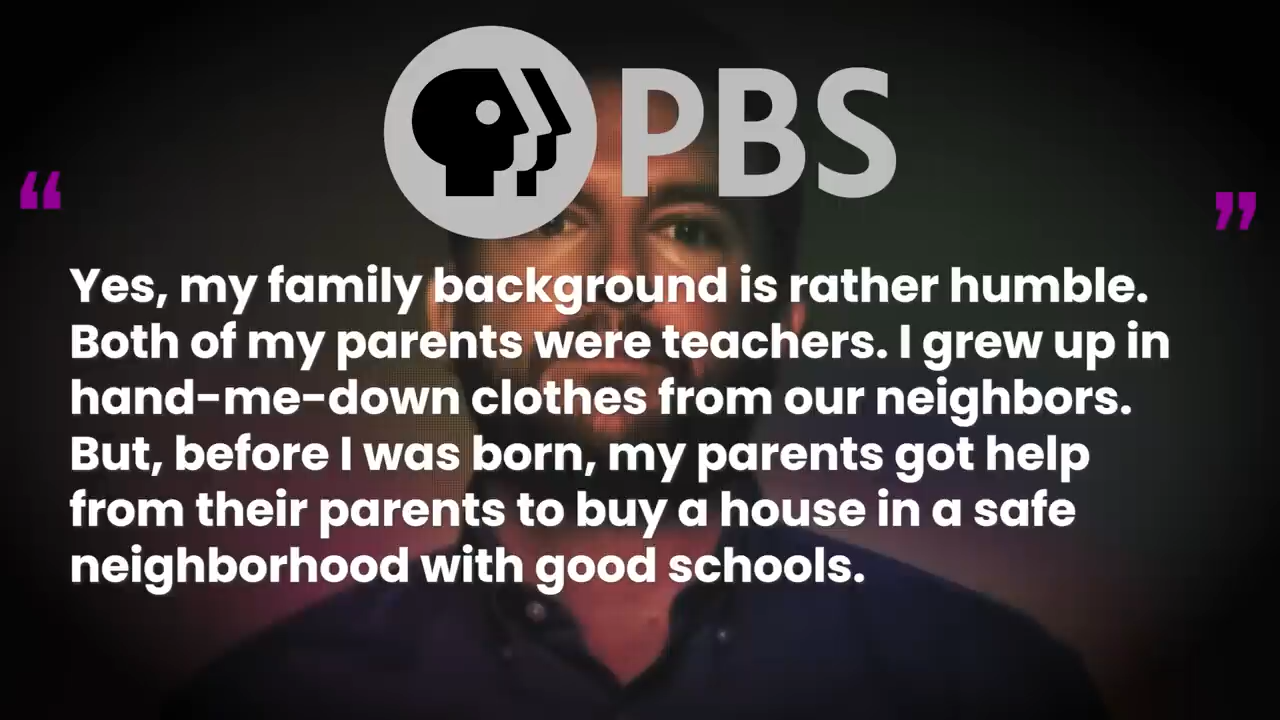 PBS
“
”
Yes, my family background is rather humble.
Both of my parents were teachers. I grew up in
hand-me-down clothes from our neighbors.
But, before I was born, my parents got help
from their parents to buy a house in a safe
neighborhood with good schools.